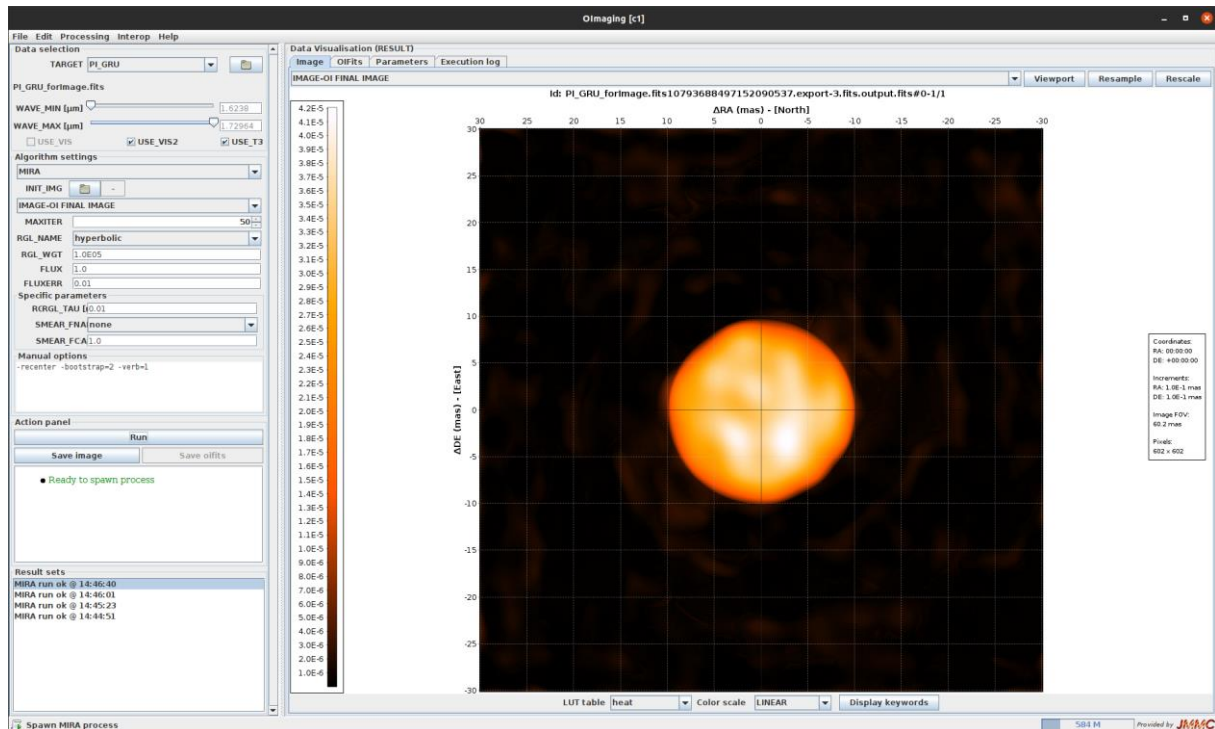 OImaging [c1]
File Edit Processing Interop Help
Data selection
TARGET PI_GRU
PI_GRU_forImage.fits
WAVE_MIN [µm] 1.6238
WAVE_MAX [µm] 1.72964
USE_VIS USE_VIS2 USE_T3
Algorithm settings
MIRA
INIT_IMG -
IMAGE-OI FINAL IMAGE
MAXITER 50
RGL_NAME hyperbolic
RGL_WGT 1.0E05
FLUX 1.0
FLUXERR 0.01
Specific parameters
RGL_TAU [ 0.01
SMEAR_FNA none
SMEAR_FCA 1.0
Manual options
-recenter -bootstrap=2 -verb=1
Action panel
Run
Save image Save oifits
Ready to spawn process
Result sets
MIRA run ok @ 14:46:40
MIRA run ok @ 14:46:01
MIRA run ok @ 14:45:23
MIRA run ok @ 14:44:51
Spawn MIRA process
Data Visualisation (RESULT)
Image OIFits Parameters Execution log
IMAGE-OI FINAL IMAGE Viewport Resample Rescale
Id: PI_GRU_forImage.fits10793688497152090537.export-3.fits.output.fits#0-1/1
ΔRA (mas) - [North]
30 25 20 15 10 5 0 -5 -10 -15 -20 -25 -30
4.2E-5
4.1E-5
4.0E-5
3.9E-5
3.8E-5
3.7E-5
3.6E-5
3.5E-5
3.4E-5
3.3E-5
3.2E-5
3.1E-5
3.0E-5
2.9E-5
2.8E-5
2.7E-5
2.6E-5
2.5E-5
2.4E-5
2.3E-5
2.2E-5
2.1E-5
2.0E-5
1.9E-5
1.8E-5
1.7E-5
1.6E-5
1.5E-5
1.4E-5
1.3E-5
1.2E-5
1.1E-5
1.0E-5
9.0E-6
8.0E-6
7.0E-6
6.0E-6
5.0E-6
4.0E-6
3.0E-6
2.0E-6
1.0E-6
ΔDE (mas) - [East]
30
25
20
15
10
5
0
-5
-10
-15
-20
-25
-30
Coordinates:
RA: 00:00:00
DE: +00:00:00
Increments:
RA: 1.0E-1 mas
DE: 1.0E-1 mas
Image FOV:
60.2 mas
Pixels:
602 x 602
LUT table heat Color scale LINEAR Display keywords
584 M Provided by JMMC